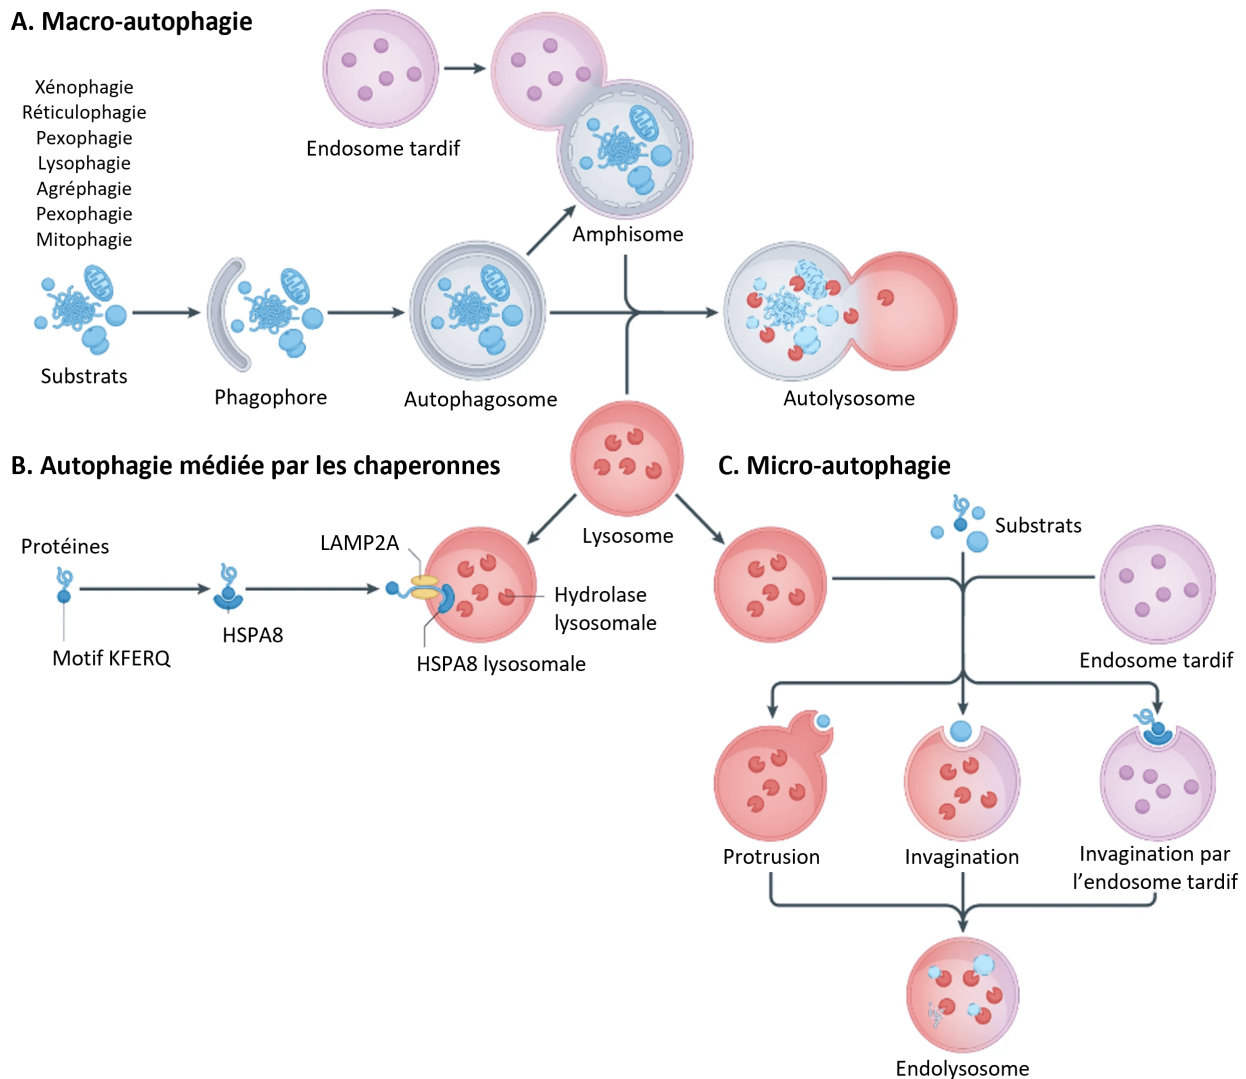 A. Macro-autophagie
Xénophagie
Réticulophagie
Pexophagie
Lysophagie
Agréphagie
Pexophagie
Mitophagie
Endosome tardif
Amphisome
Substrats
Phagophore
Autophagosome
Autolysosome
B. Autophagie médiée par les chaperonnes
Lysosome
Protéines
Motif KFERQ
HSPA8
LAMP2A
Hydrolase
lysosomale
HSPA8 lysosomale
C. Micro-autophagie
Substrats
Endosome tardif
Protrusion
Invagination
Invagination par
l’endosome tardif
Endolysosome